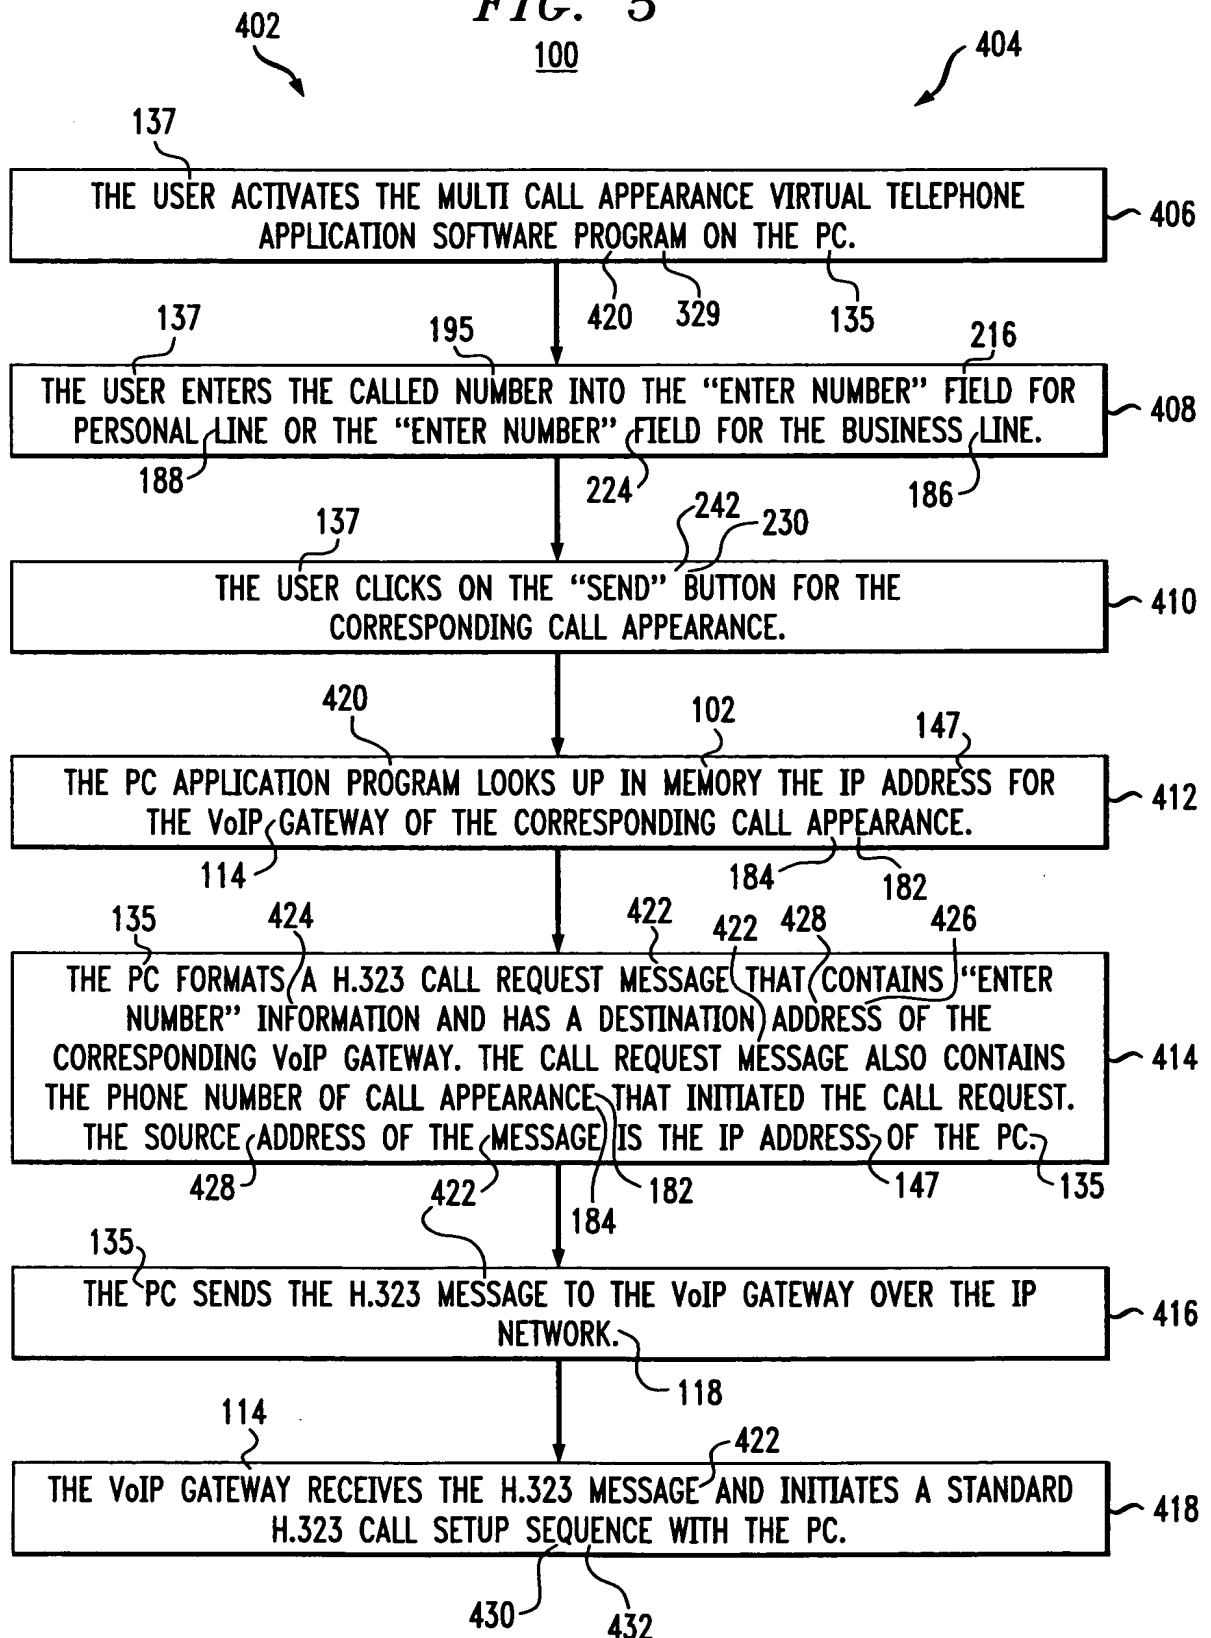 FIG. 5
402
100
404
137
THE USER ACTIVATES THE MULTI CALL APPEARANCE VIRTUAL TELEPHONE
APPLICATION SOFTWARE PROGRAM ON THE PC.
406
420
329
135
137
195
216
THE USER ENTERS THE CALLED NUMBER INTO THE “ENTER NUMBER” FIELD FOR
PERSONAL LINE OR THE “ENTER NUMBER” FIELD FOR THE BUSINESS LINE.
408
188
224
186
137
242
230
THE USER CLICKS ON THE “SEND” BUTTON FOR THE
CORRESPONDING CALL APPEARANCE.
410
420
102
147
THE PC APPLICATION PROGRAM LOOKS UP IN MEMORY THE IP ADDRESS FOR
THE VoIP GATEWAY OF THE CORRESPONDING CALL APPEARANCE.
412
114
184
182
135
424
422
422
428
426
THE PC FORMATS A H.323 CALL REQUEST MESSAGE THAT CONTAINS “ENTER
NUMBER” INFORMATION AND HAS A DESTINATION ADDRESS OF THE
CORRESPONDING VoIP GATEWAY. THE CALL REQUEST MESSAGE ALSO CONTAINS
THE PHONE NUMBER OF CALL APPEARANCE THAT INITIATED THE CALL REQUEST.
THE SOURCE ADDRESS OF THE MESSAGE IS THE IP ADDRESS OF THE PC.
414
428
422
184
182
147
135
135
THE PC SENDS THE H.323 MESSAGE TO THE VoIP GATEWAY OVER THE IP
NETWORK.
416
118
114
422
THE VoIP GATEWAY RECEIVES THE H.323 MESSAGE AND INITIATES A STANDARD
H.323 CALL SETUP SEQUENCE WITH THE PC.
418
430
432